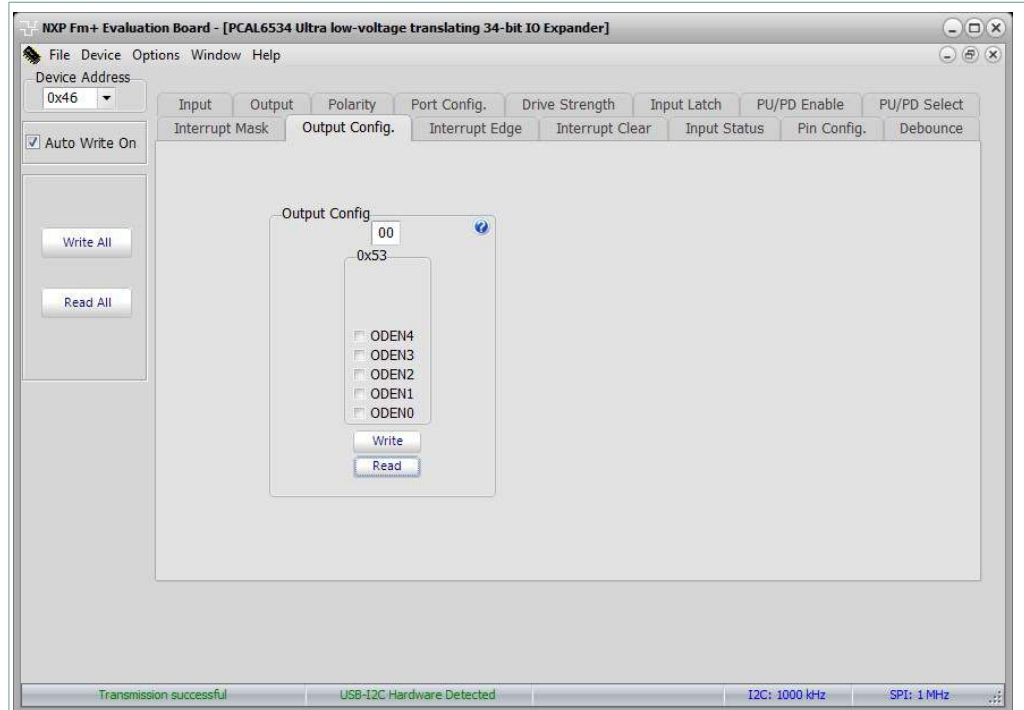 NXP Fm+ Evaluation Board - [PCAL6534 Ultra low-voltage translating 34-bit IO Expander]
File Device Options Window Help
Device Address
0x46
Auto Write On
Write All
Read All
Input Output Polarity Port Config. Drive Strength Input Latch PU/PD Enable PU/PD Select
Interrupt Mask Output Config. Interrupt Edge Interrupt Clear Input Status Pin Config. Debounce
Output Config
00
0x53
ODEN4
ODEN3
ODEN2
ODEN1
ODEN0
Write
Read
Transmission successful USB-I2C Hardware Detected I2C: 1000 kHz SPI: 1 MHz